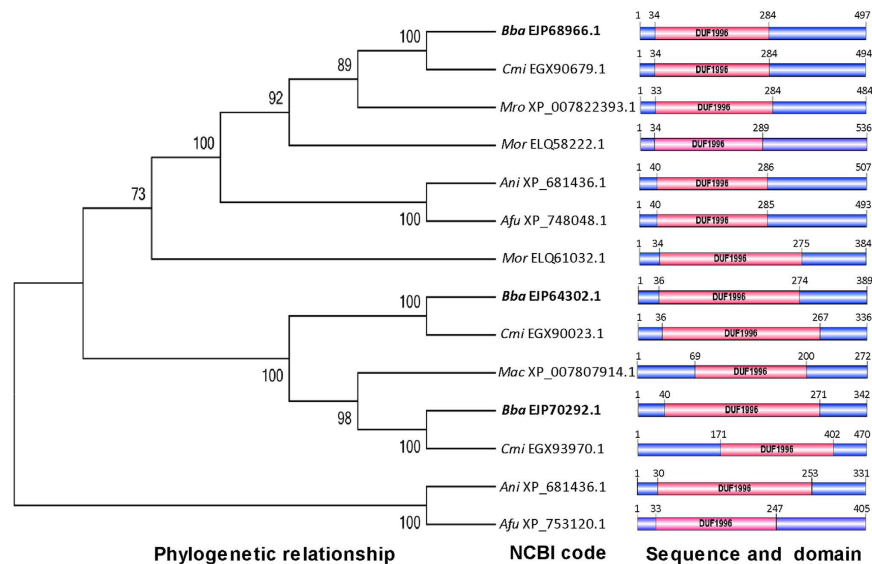 1 34 284 497
100 Bba EJP68966.1 DUF1996
1 34 284 494
89 Cmi EGX90679.1 DUF1996
1 33 284 484
92 Mro XP_007822393.1 DUF1996
1 34 289 536
100 Mor ELQ58222.1 DUF1996
1 40 286 507
Ani XP_681436.1 DUF1996
1 40 285 493
73 100 Afu XP_748048.1 DUF1996
1 34 275 384
Mor ELQ61032.1 DUF1996
1 36 274 389
100 Bba EJP64302.1 DUF1996
1 36 267 336
Cmi EGX90023.1 DUF1996
1 69 200 272
100 Mac XP_007807914.1 DUF1996
1 40 271 342
98 Bba EJP70292.1 DUF1996
1 171 402 470
100 Cmi EGX93970.1 DUF1996
1 30 253 331
Ani XP_681436.1 DUF1996
1 33 247 405
100 Afu XP_753120.1 DUF1996
Phylogenetic relationship NCBI code Sequence and domain